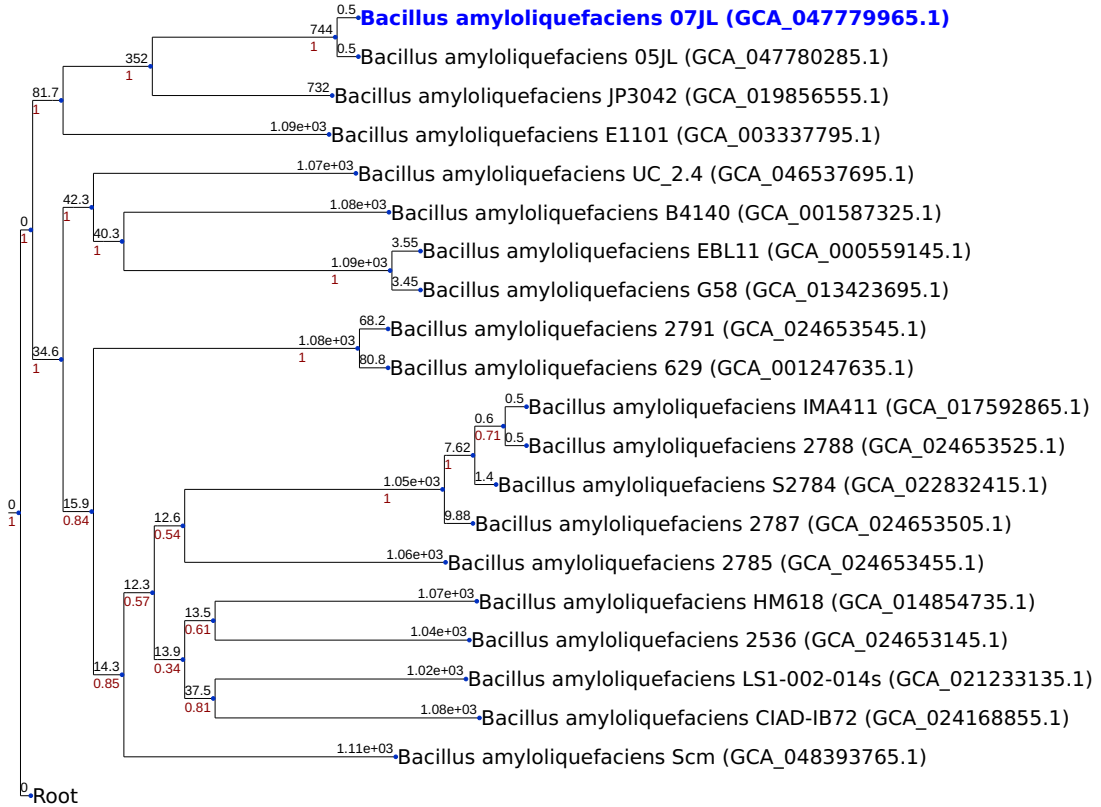 0.5
Bacillus amyloliquefaciens 07JL (GCA_047779965.1)
744
1
0.5
Bacillus amyloliquefaciens 05JL (GCA_047780285.1)
352
1
732
Bacillus amyloliquefaciens JP3042 (GCA_019856555.1)
81.7
1
1.09e+03
Bacillus amyloliquefaciens E1101 (GCA_003337795.1)
1.07e+03
Bacillus amyloliquefaciens UC_2.4 (GCA_046537695.1)
42.3
1
1.08e+03
Bacillus amyloliquefaciens B4140 (GCA_001587325.1)
0
1
40.3
1
3.55
Bacillus amyloliquefaciens EBL11 (GCA_000559145.1)
1.09e+03
1
3.45
Bacillus amyloliquefaciens G58 (GCA_013423695.1)
68.2
Bacillus amyloliquefaciens 2791 (GCA_024653545.1)
34.6
1
1.08e+03
1
80.8
Bacillus amyloliquefaciens 629 (GCA_001247635.1)
0.5
Bacillus amyloliquefaciens IMA411 (GCA_017592865.1)
0.6
0.71
0.5
Bacillus amyloliquefaciens 2788 (GCA_024653525.1)
7.62
1
1.4
Bacillus amyloliquefaciens S2784 (GCA_022832415.1)
1.05e+03
1
0
1
15.9
0.84
9.88
Bacillus amyloliquefaciens 2787 (GCA_024653505.1)
12.6
0.54
1.06e+03
Bacillus amyloliquefaciens 2785 (GCA_024653455.1)
12.3
0.57
1.07e+03
Bacillus amyloliquefaciens HM618 (GCA_014854735.1)
13.5
0.61
1.04e+03
Bacillus amyloliquefaciens 2536 (GCA_024653145.1)
13.9
0.34
14.3
0.85
1.02e+03
Bacillus amyloliquefaciens LS1-002-014s (GCA_021233135.1)
37.5
0.81
1.08e+03
Bacillus amyloliquefaciens CIAD-IB72 (GCA_024168855.1)
1.11e+03
Bacillus amyloliquefaciens Scm (GCA_048393765.1)
0
Root